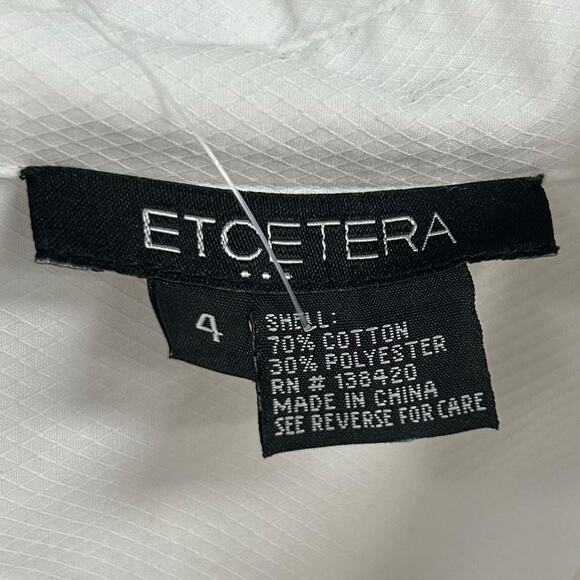 ETCETERA
4
SHELL:
70% COTTON
30% POLYESTER
RN # 138420
MADE IN CHINA
SEE REVERSE FOR CARE